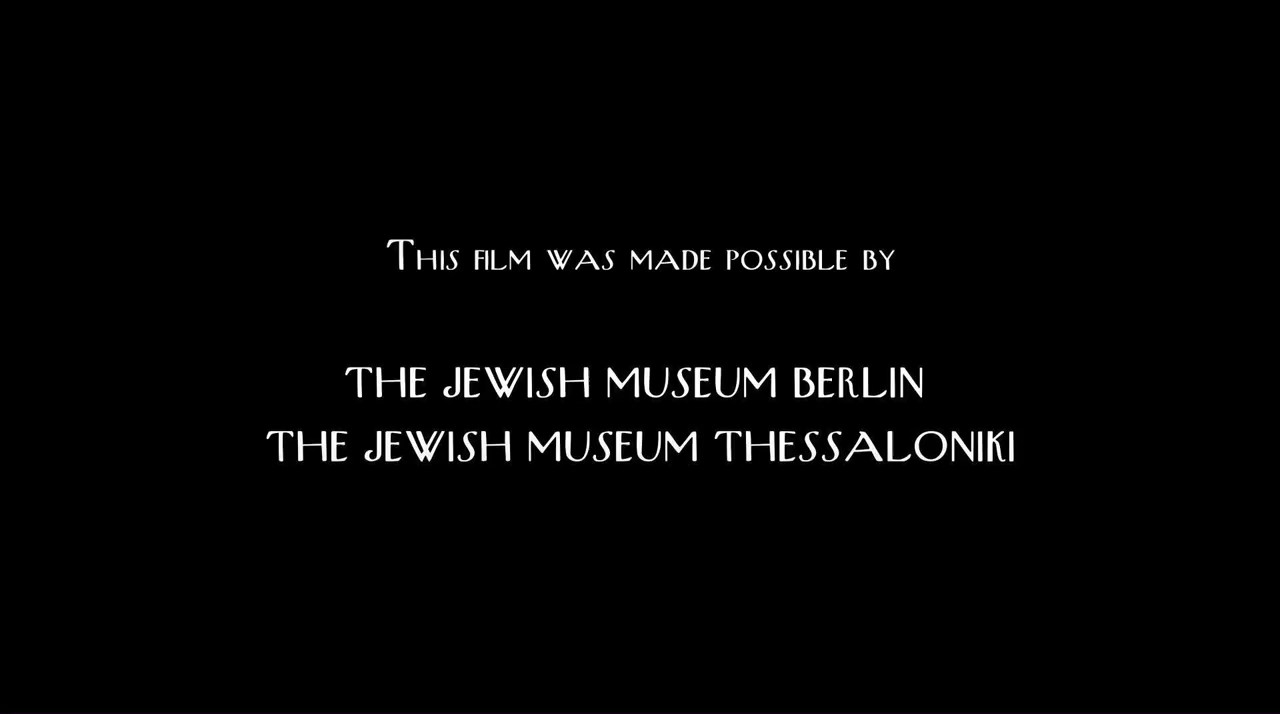 This film was made possible by
THE JEWISH MUSEUM BERLIN
THE JEWISH MUSEUM THESSALONIKI